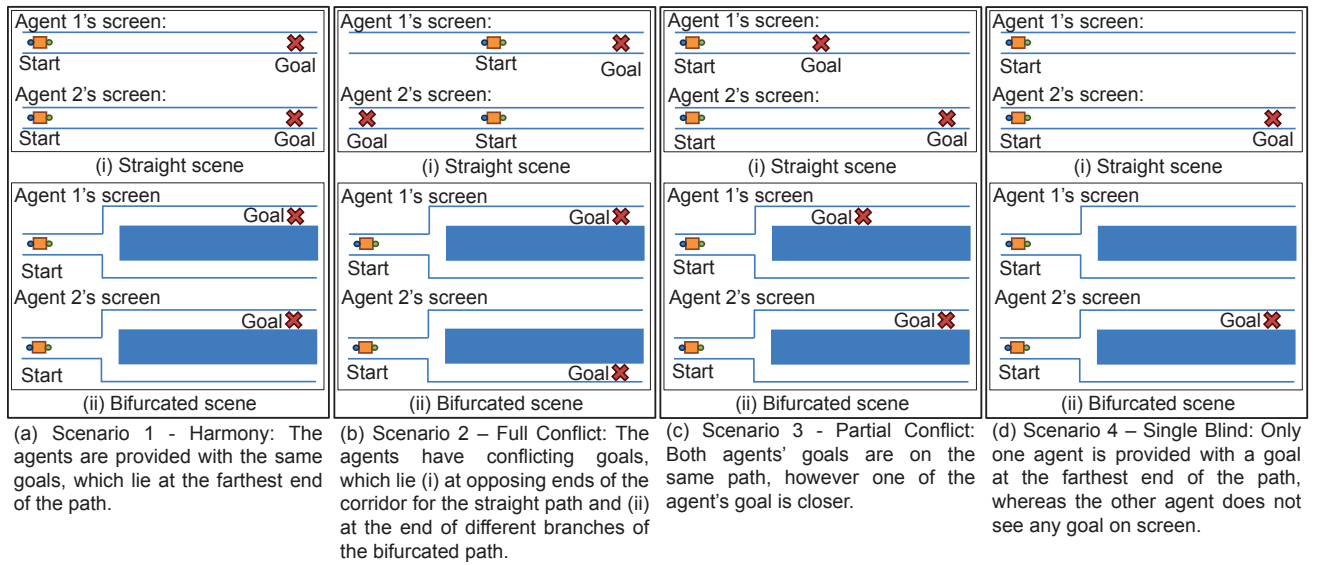 Agent 1's screen:
Start
Goal
Agent 2's screen:
Start
Goal
(i) Straight scene
Agent 1's screen
Goal
Start
Agent 2's screen
Goal
Start
(ii) Bifurcated scene
(a) Scenario 1 - Harmony: The
agents are provided with the same
goals, which lie at the farthest end
of the path.
Agent 1's screen:
Start
Goal
Agent 2's screen:
Goal
Start
(i) Straight scene
Agent 1's screen
Goal
Start
Agent 2's screen
Start
Goal
(ii) Bifurcated scene
(b) Scenario 2 – Full Conflict: The
agents have conflicting goals,
which lie (i) at opposing ends of the
corridor for the straight path and (ii)
at the end of different branches of
the bifurcated path.
Agent 1's screen:
Start
Goal
Agent 2's screen:
Start
Goal
(i) Straight scene
Agent 1's screen
Goal
Start
Agent 2's screen
Goal
Start
(ii) Bifurcated scene
(c) Scenario 3 - Partial Conflict:
Both agents' goals are on the
same path, however one of the
agent's goal is closer.
Agent 1's screen:
Start
Agent 2's screen:
Start
Goal
(i) Straight scene
Agent 1's screen
Start
Agent 2's screen
Goal
Start
(ii) Bifurcated scene
(d) Scenario 4 – Single Blind: Only
one agent is provided with a goal
at the farthest end of the path,
whereas the other agent does not
see any goal on screen.